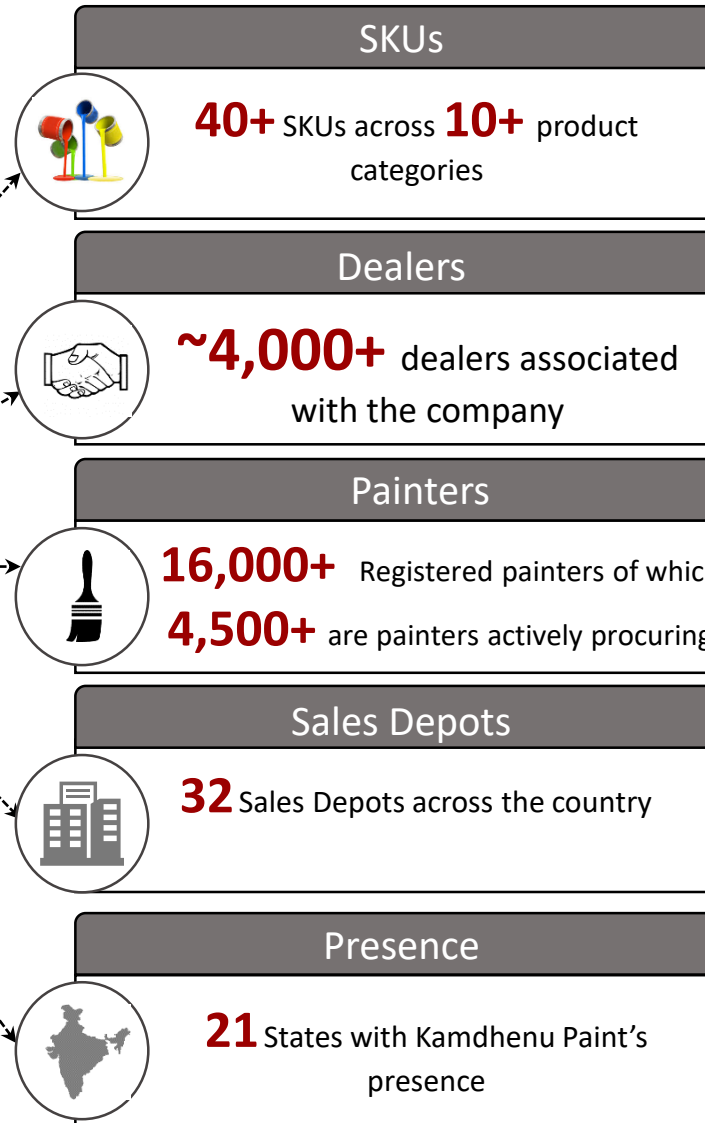 SKUs
40+ SKUs across 10+ product
categories
Dealers
~4,000+ dealers associated
with the company
Painters
16,000+ Registered painters of whic
4,500+ are painters actively procuring
Sales Depots
32 Sales Depots across the country
Presence
21 States with Kamdhenu Paint’s
presence